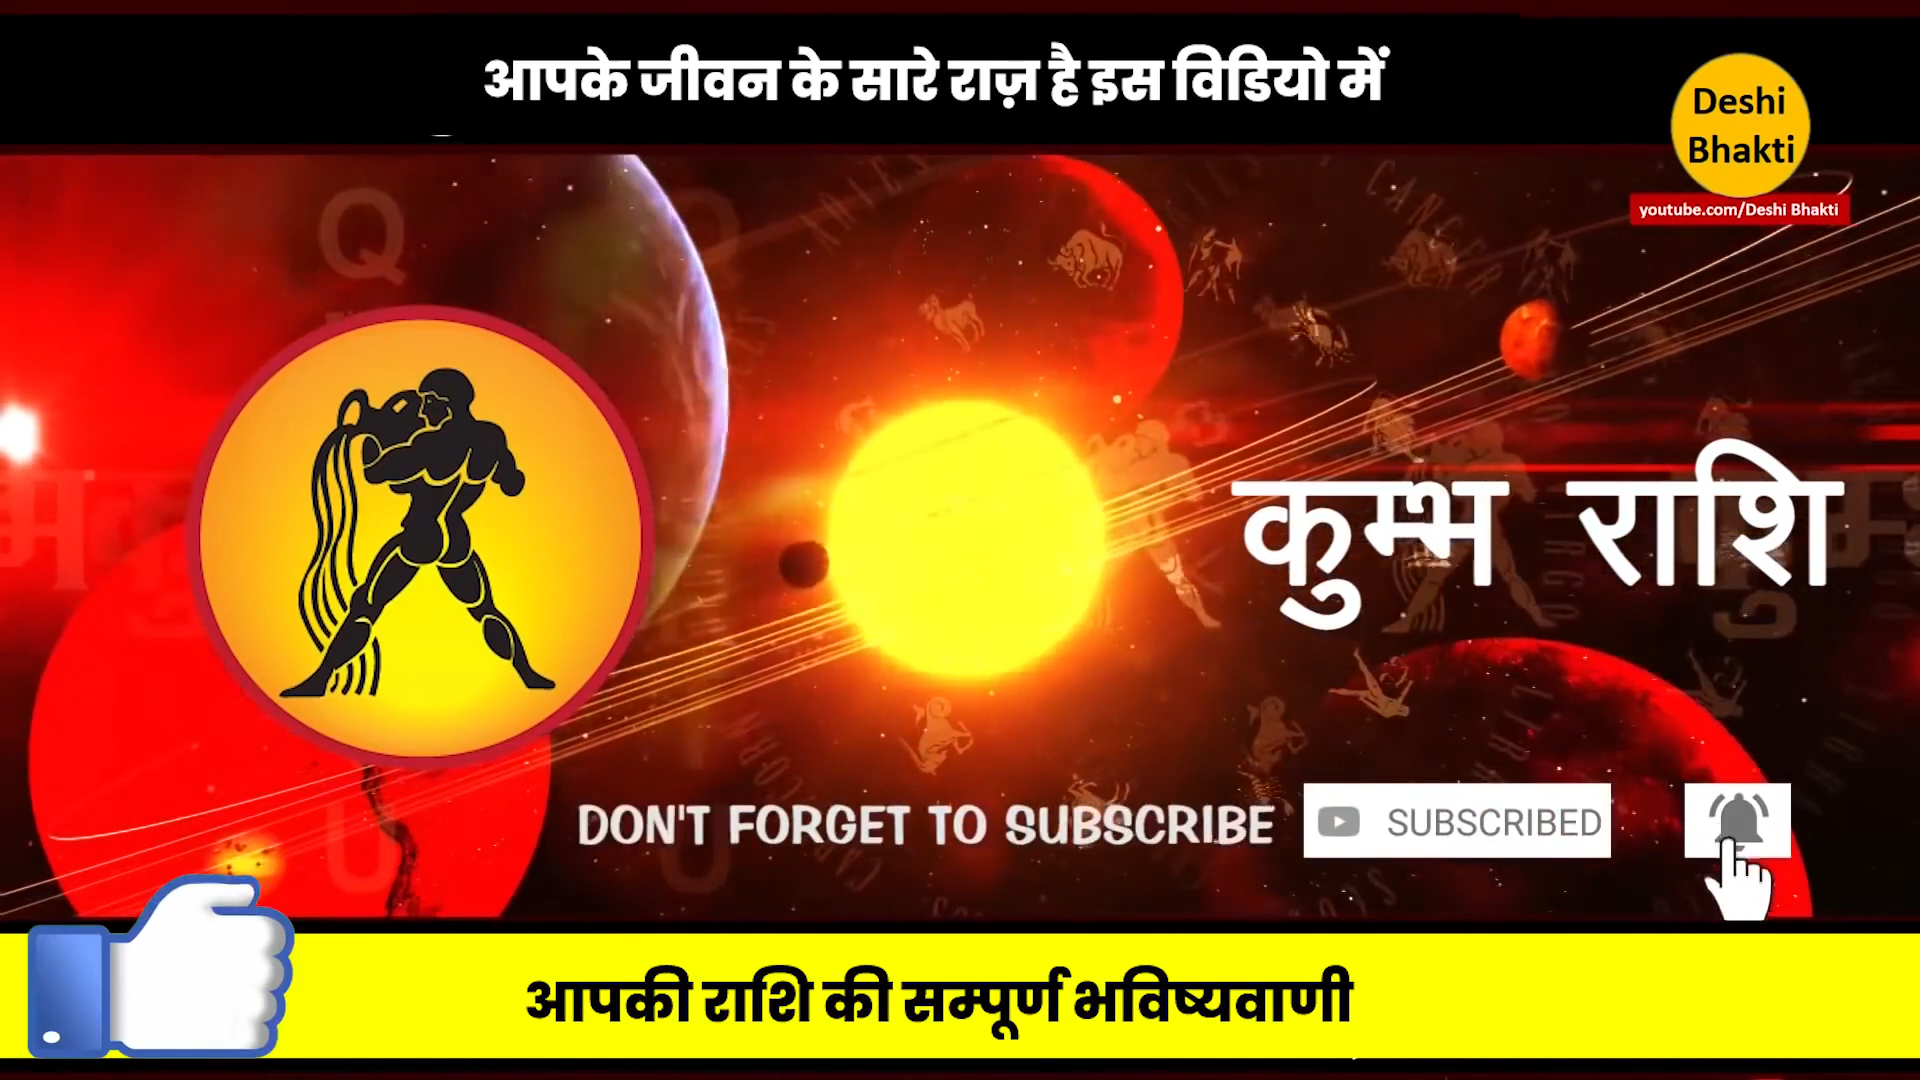 आपके जीवन के सारे राज़ है इस विडियो में
Deshi
Bhakti
youtube.com/Deshi Bhakti
कुम्भ राशि
DON'T FORGET TO SUBSCRIBE
SUBSCRIBED
आपकी राशि की सम्पूर्ण भविष्यवाणी